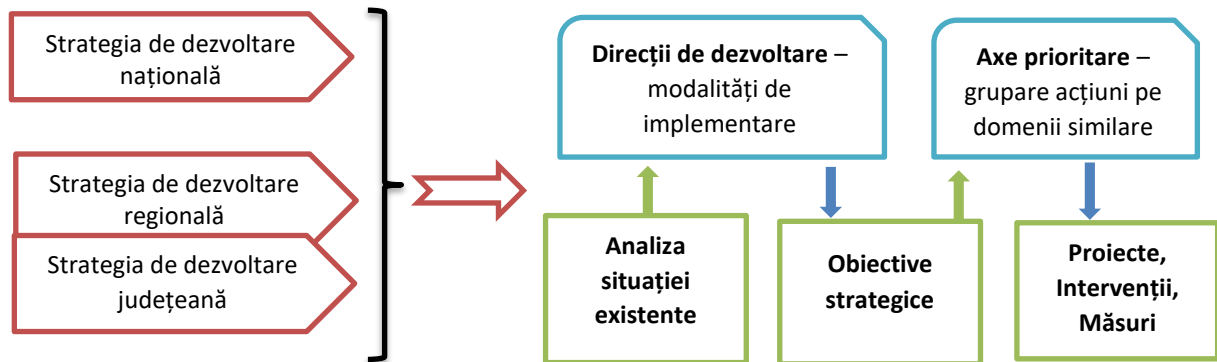 Strategia de dezvoltare
națională
Strategia de dezvoltare
regională
Strategia de dezvoltare
județeană
Direcții de dezvoltare –
modalități de
implementare
Axe prioritare –
grupare acțiuni pe
domenii similare
Analiza
situației
existente
Obiective
strategice
Proiecte,
Intervenții,
Măsuri